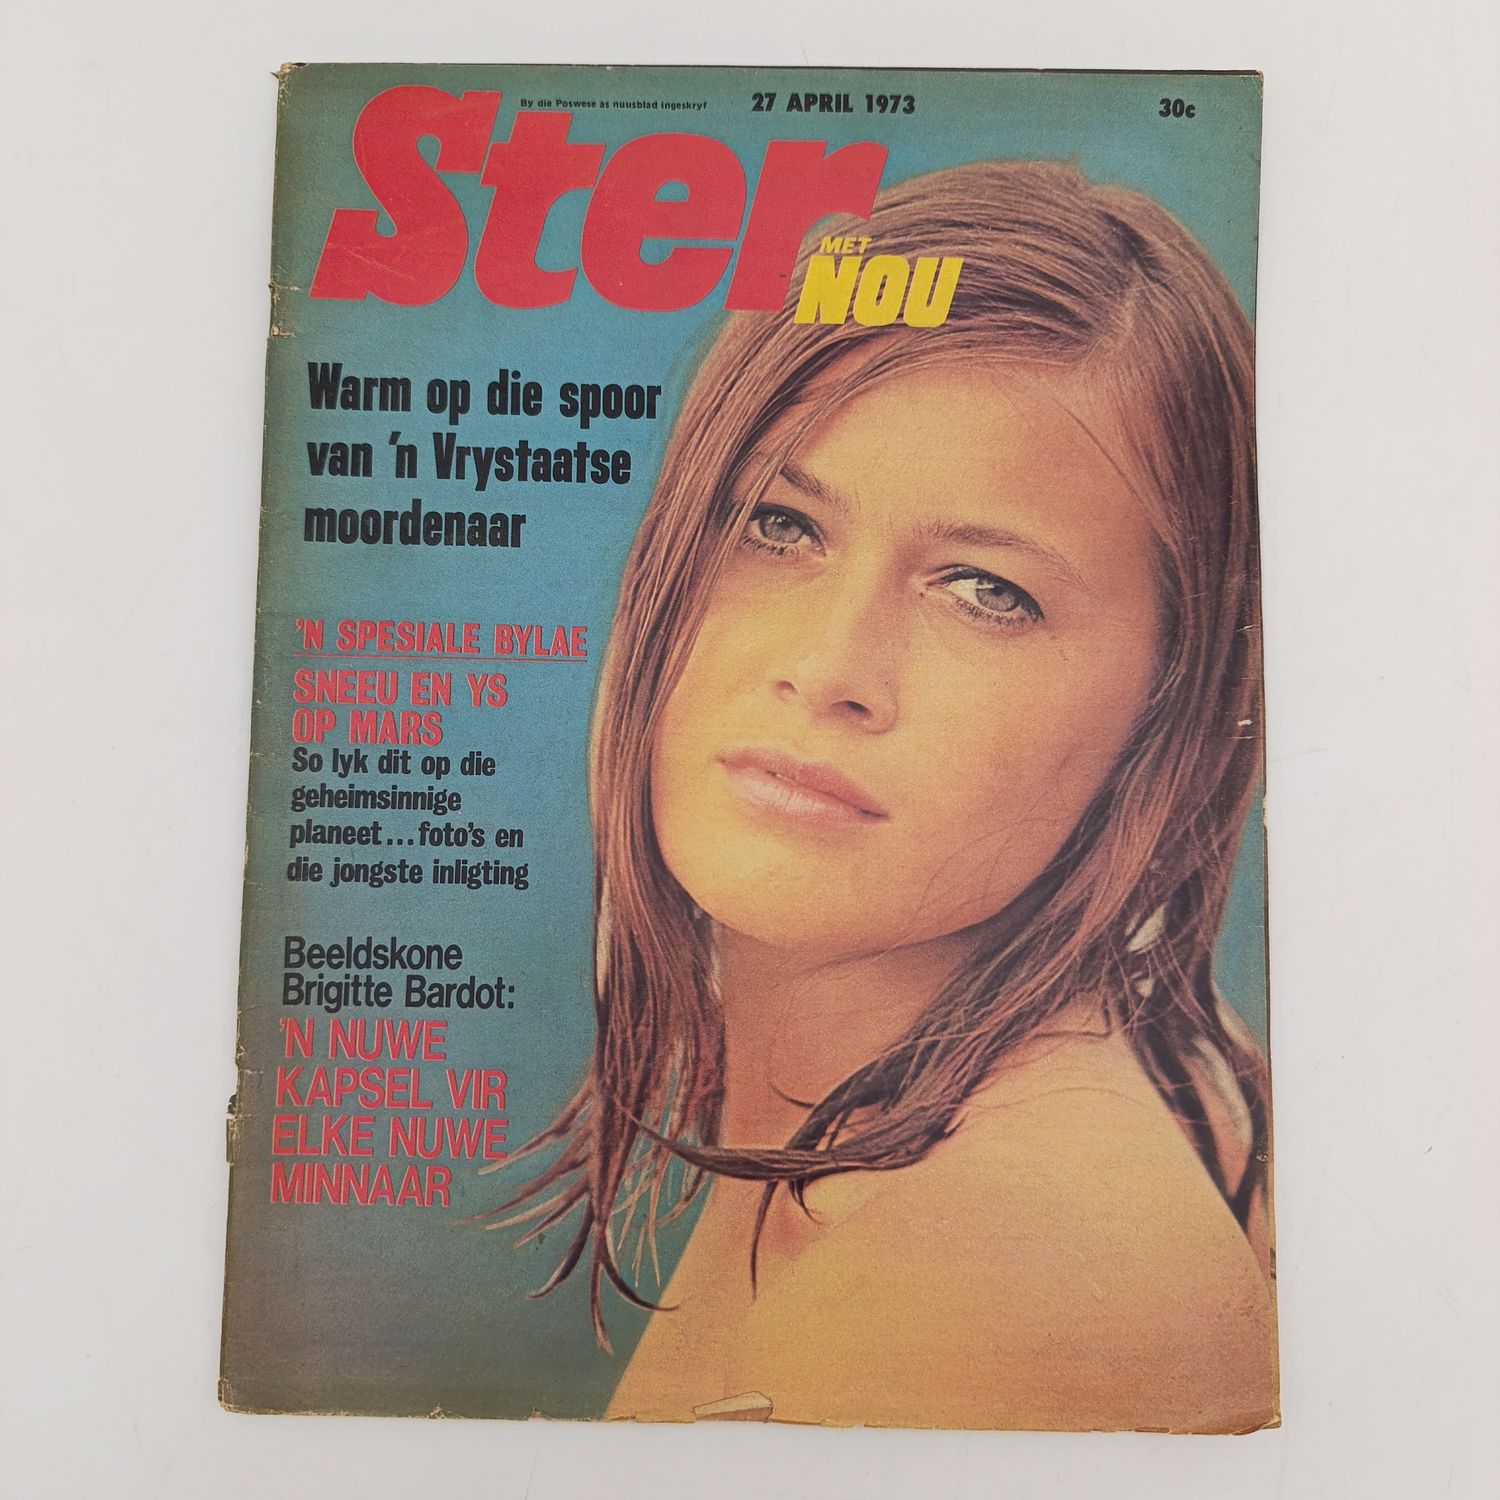 By die Poswese as nuusblad ingeskryf
27 APRIL 1973
30c
Ster
MET
NOU
Warm op die spoor
van 'n Vrystaatse
moordenaar
'N SPESIALE BYLAE
SNEEU EN YS
OP MARS
So lyk dit op die
geheimsinnige
planeet...foto's en
die jongste inligting
Beeldskone
Brigitte Bardot:
'N NUWE
KAPSEL VIR
ELKE NUWE
MINNAAR